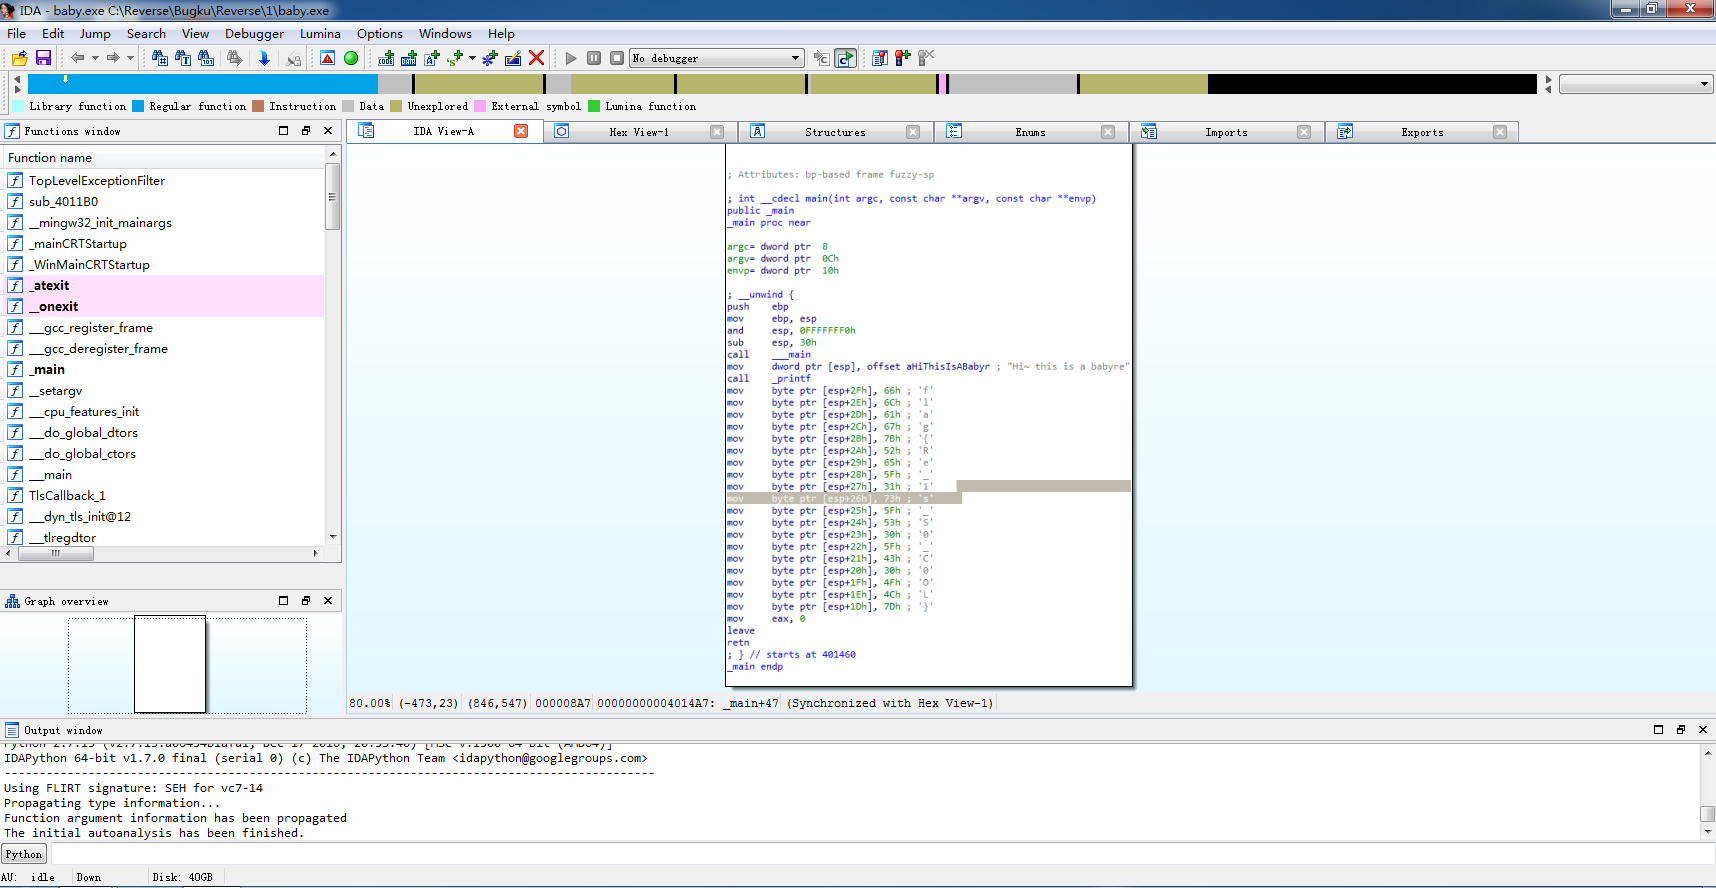 IDA - baby.exe C:\Reverse\Bugku\Reverse\1\baby.exe
File Edit Jump Search View Debugger Lumina Options Windows Help
No debugger
Library function Regular function Instruction Data Unexplored External symbol Lumina function
Functions window
Function name
TopLevelExceptionFilter
sub_4011B0
__mingw32_init_mainargs
_mainCRTStartup
_WinMainCRTStartup
_atexit
__onexit
___gcc_register_frame
___gcc_deregister_frame
_main
__setargv
___cpu_features_init
___do_global_dtors
___do_global_ctors
___main
TlsCallback_1
___dyn_tls_init@12
___tlregdtor
Graph overview
IDA View-A Hex View-1 Structures Enums Imports Exports
; Attributes: bp-based frame fuzzy-sp
; int __cdecl main(int argc, const char **argv, const char **envp)
public _main
_main proc near
argc= dword ptr  8
argv= dword ptr  0Ch
envp= dword ptr  10h
; __unwind {
push    ebp
mov     ebp, esp
and     esp, 0FFFFFFF0h
sub     esp, 30h
call    ___main
mov     dword ptr [esp], offset aHiThisIsABabyr ; "Hi~ this is a babyre"
call    _printf
mov     byte ptr [esp+2Fh], 66h ; 'f'
mov     byte ptr [esp+2Eh], 6Ch ; 'l'
mov     byte ptr [esp+2Dh], 61h ; 'a'
mov     byte ptr [esp+2Ch], 67h ; 'g'
mov     byte ptr [esp+2Bh], 7Bh ; '{'
mov     byte ptr [esp+2Ah], 52h ; 'R'
mov     byte ptr [esp+29h], 65h ; 'e'
mov     byte ptr [esp+28h], 5Fh ; '_'
mov     byte ptr [esp+27h], 31h ; '1'
mov     byte ptr [esp+26h], 73h ; 's'
mov     byte ptr [esp+25h], 5Fh ; '_'
mov     byte ptr [esp+24h], 53h ; 'S'
mov     byte ptr [esp+23h], 30h ; '0'
mov     byte ptr [esp+22h], 5Fh ; '_'
mov     byte ptr [esp+21h], 43h ; 'C'
mov     byte ptr [esp+20h], 30h ; '0'
mov     byte ptr [esp+1Fh], 4Fh ; 'O'
mov     byte ptr [esp+1Eh], 4Ch ; 'L'
mov     byte ptr [esp+1Dh], 7Dh ; '}'
mov     eax, 0
leave
retn
; } // starts at 401460
_main endp
80.00% (-473,23) (846,547) 000008A7 00000000004014A7: _main+47 (Synchronized with Hex View-1)
Output window
IDAPython 64-bit v1.7.0 final (serial 0) (c) The IDAPython Team <idapython@googlegroups.com>
-----------------------------------------------------------------------------------------
Using FLIRT signature: SEH for vc7-14
Propagating type information...
Function argument information has been propagated
The initial autoanalysis has been finished.
Python
AU: idle Down Disk: 40GB